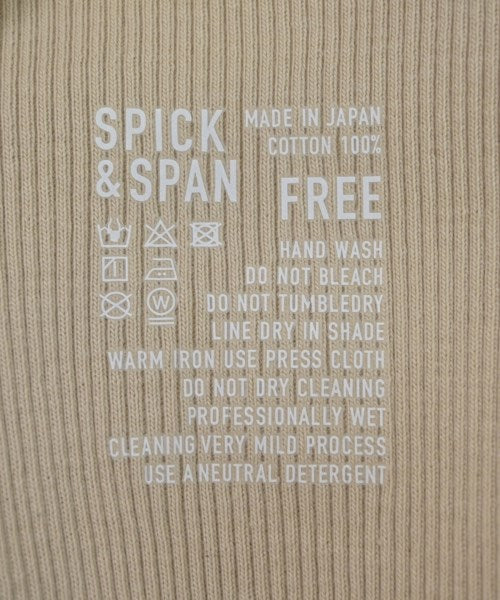 SPICK
& SPAN
MADE IN JAPAN
COTTON 100%
FREE
W
HAND WASH
DO NOT BLEACH
DO NOT TUMBLEDRY
LINE DRY IN SHADE
WARM IRON USE PRESS CLOTH
DO NOT DRY CLEANING
PROFESSIONALLY WET
CLEANING VERY MILD PROCESS
USE A NEUTRAL DETERGENT